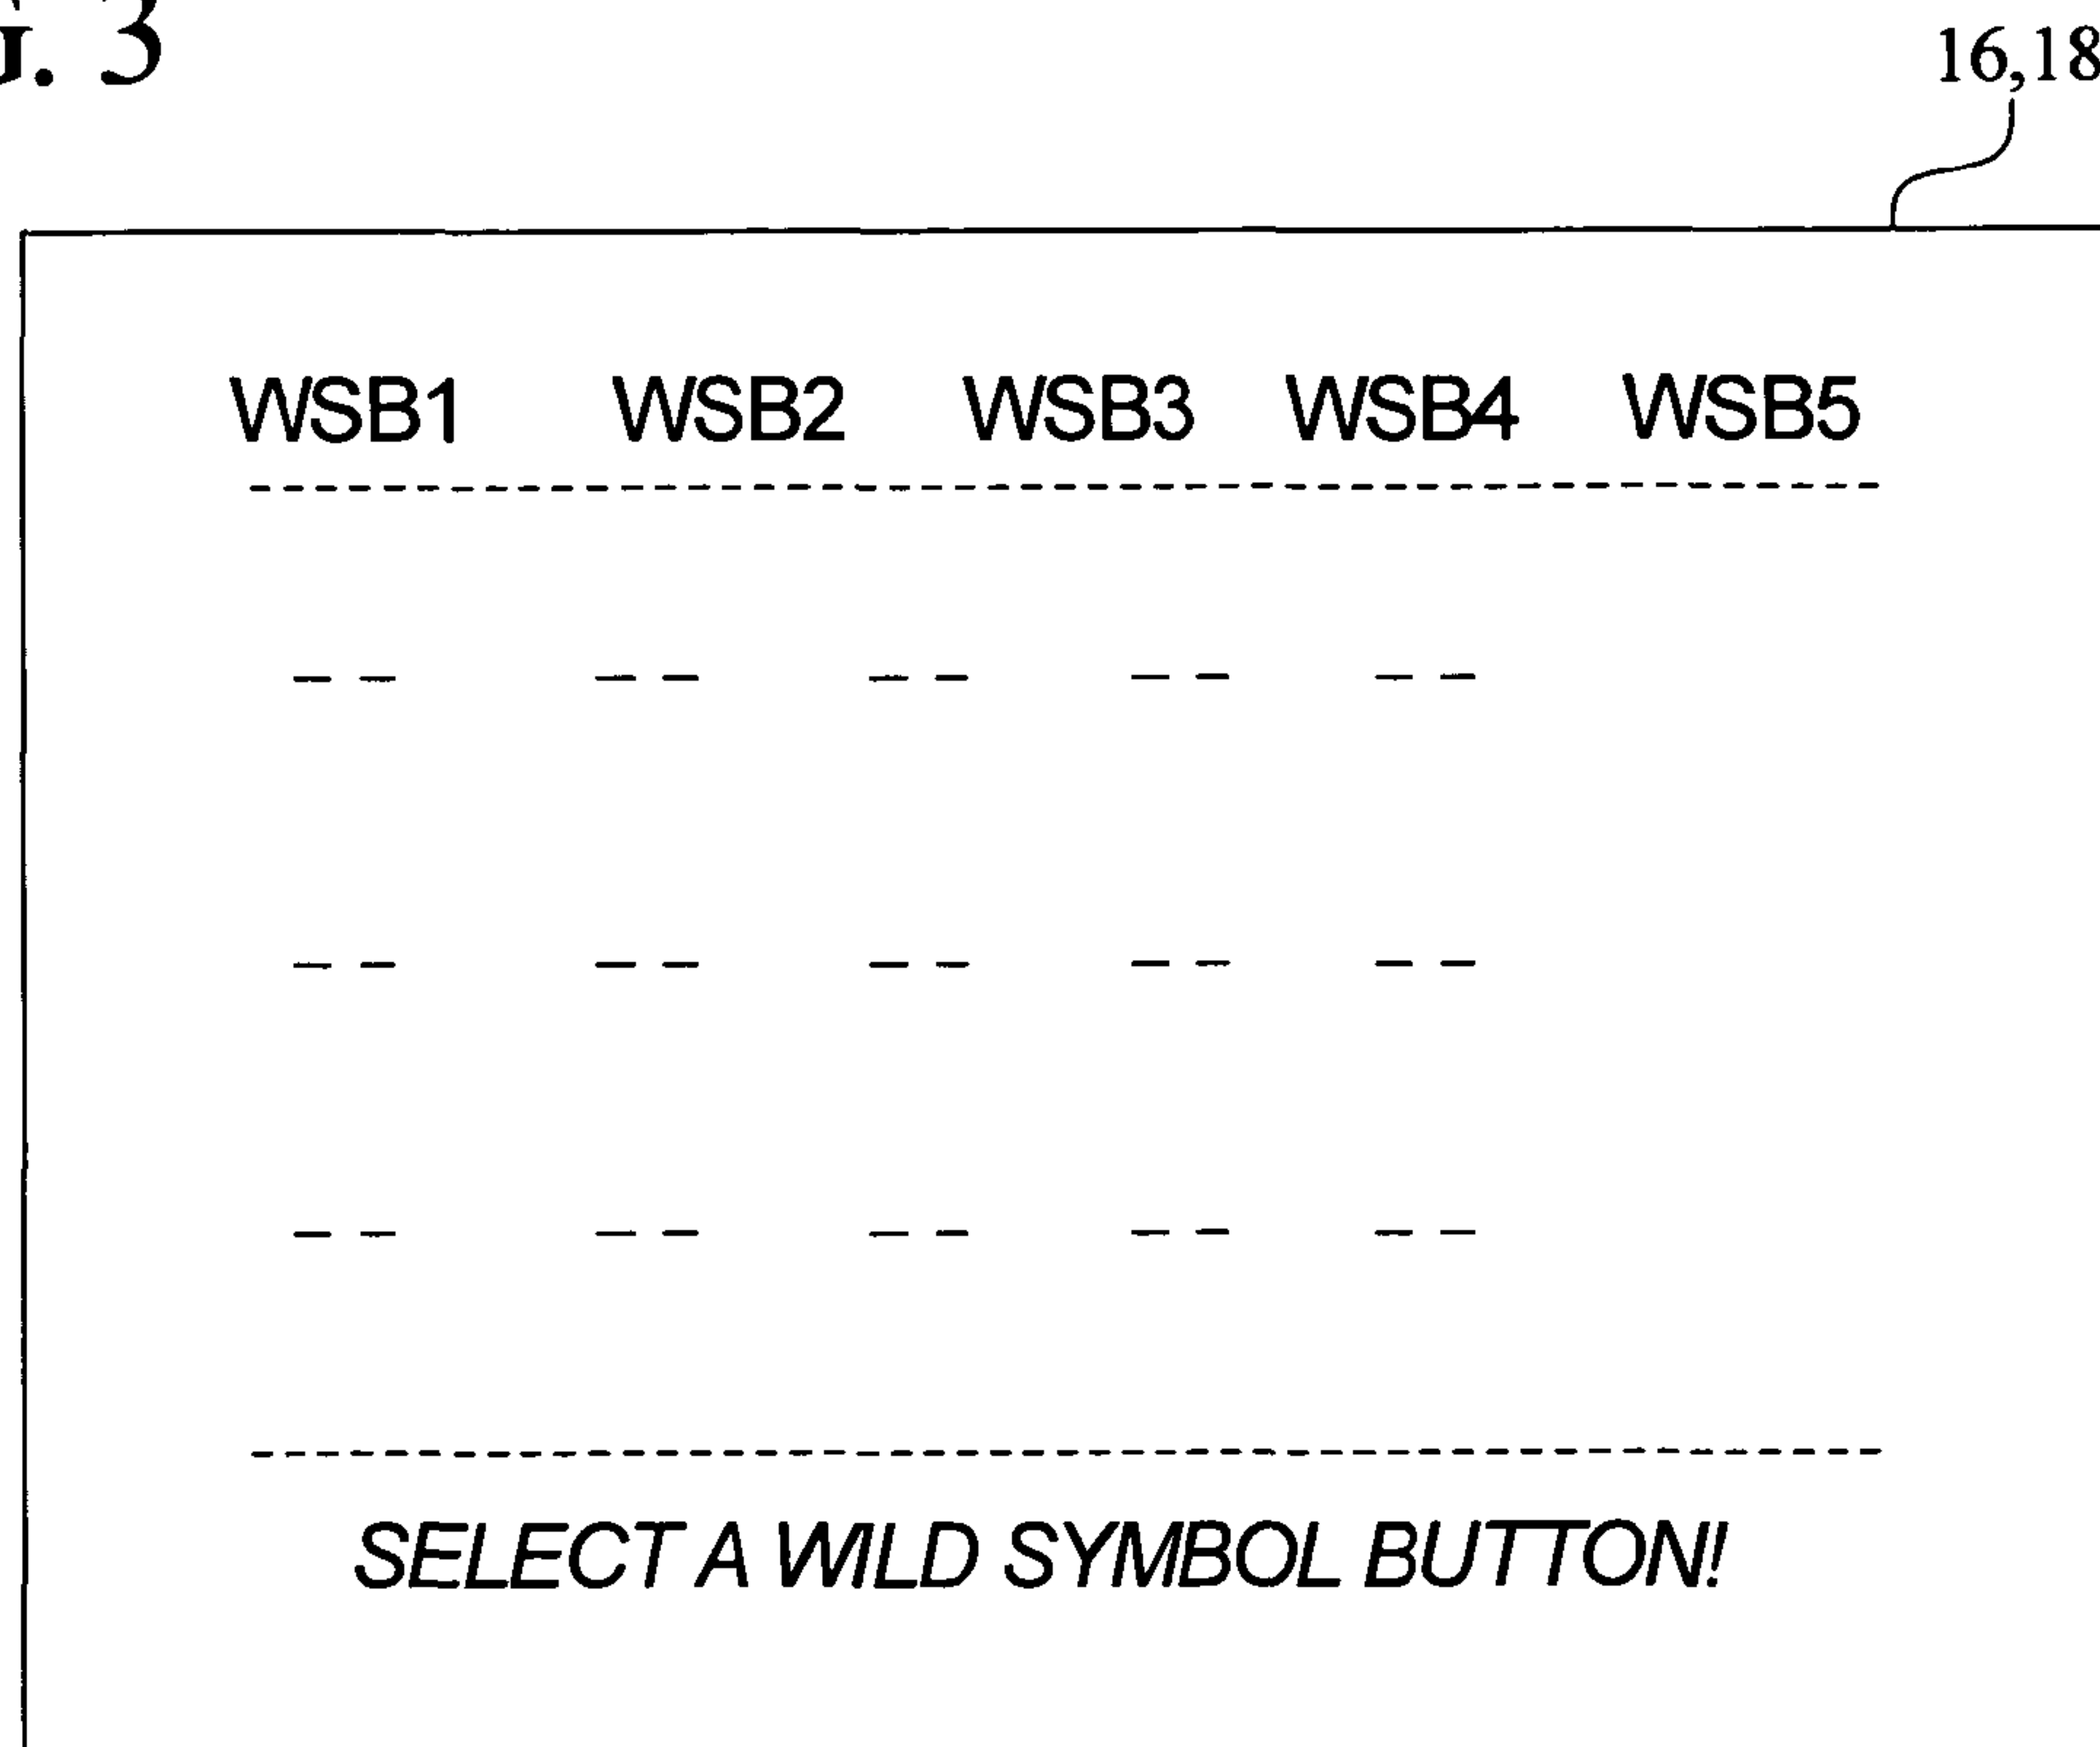 . 3
16,18
WSB1 WSB2 WSB3 WSB4 WSB5
-- -- -- -- --
-- -- -- -- --
-- -- -- -- --
SELECT A WILD SYMBOL BUTTON!